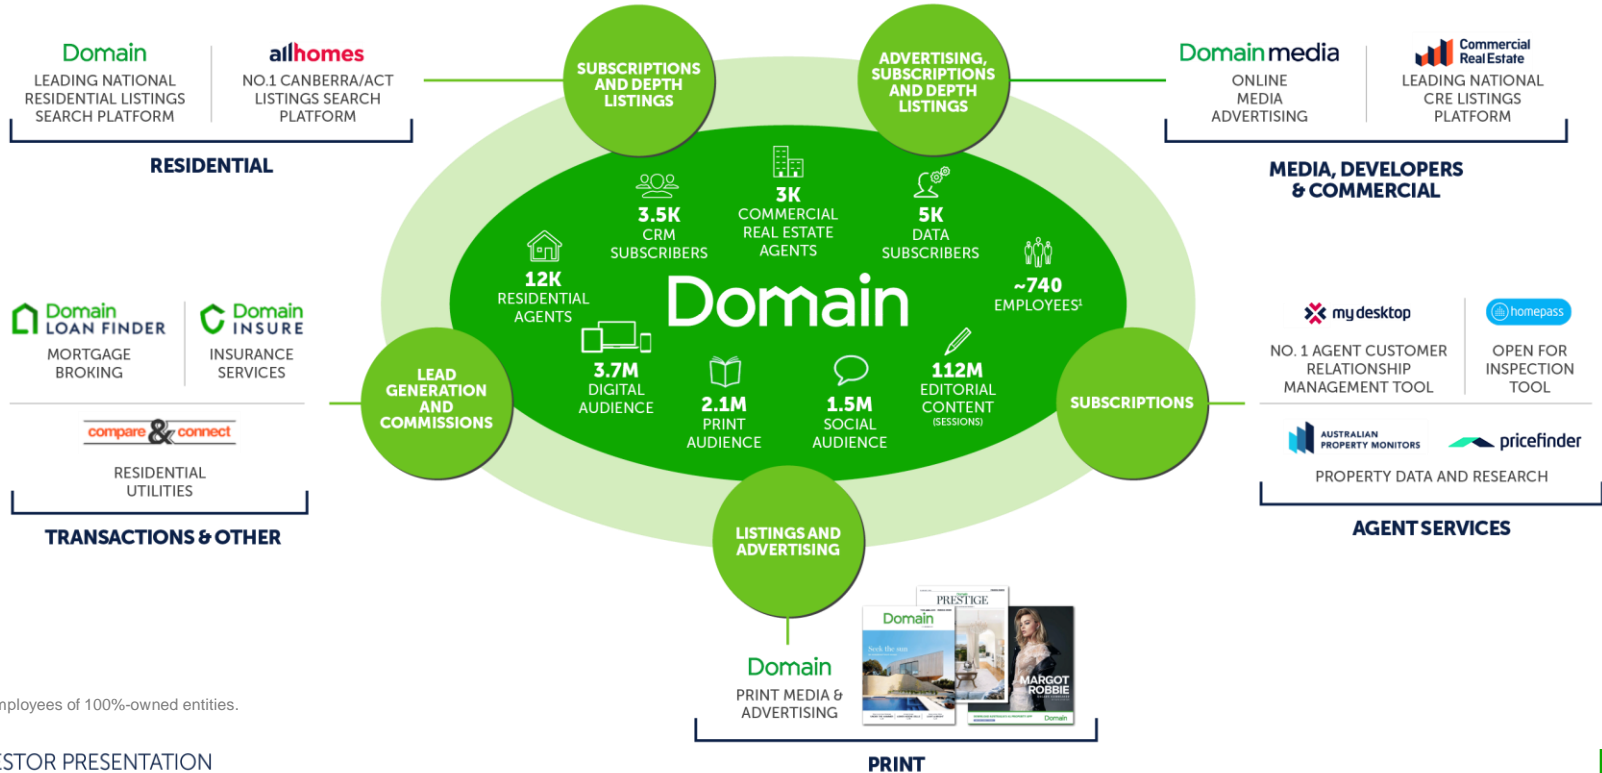 Domain
LEADING NATIONAL
RESIDENTIAL LISTINGS
SEARCH PLATFORM
allhomes
NO.1 CANBERRA/ACT
LISTINGS SEARCH
PLATFORM
RESIDENTIAL
SUBSCRIPTIONS
AND DEPTH
LISTINGS
ADVERTISING,
SUBSCRIPTIONS
AND DEPTH
LISTINGS
Domain media
ONLINE
MEDIA
ADVERTISING
Commercial
Real Estate
LEADING NATIONAL
CRE LISTINGS
PLATFORM
MEDIA, DEVELOPERS
& COMMERCIAL
12K
RESIDENTIAL
AGENTS
3.5K
CRM
SUBSCRIBERS
3K
COMMERCIAL
REAL ESTATE
AGENTS
5K
DATA
SUBSCRIBERS
~740
EMPLOYEES¹
Domain
3.7M
DIGITAL
AUDIENCE
2.1M
PRINT
AUDIENCE
1.5M
SOCIAL
AUDIENCE
112M
EDITORIAL
CONTENT
(SESSIONS)
Domain
LOAN FINDER
MORTGAGE
BROKING
Domain
INSURE
INSURANCE
SERVICES
compare & connect
RESIDENTIAL
UTILITIES
TRANSACTIONS & OTHER
LEAD
GENERATION
AND
COMMISSIONS
SUBSCRIPTIONS
my desktop
NO. 1 AGENT CUSTOMER
RELATIONSHIP
MANAGEMENT TOOL
homepass
OPEN FOR
INSPECTION
TOOL
AUSTRALIAN
PROPERTY MONITORS
pricefinder
PROPERTY DATA AND RESEARCH
AGENT SERVICES
LISTINGS AND
ADVERTISING
Domain
PRINT MEDIA &
ADVERTISING
Domain
Seek the sun
PRESTIGE
MARGOT
ROBBIE
Domain
PRINT
mployees of 100%-owned entities.
ESTOR PRESENTATION